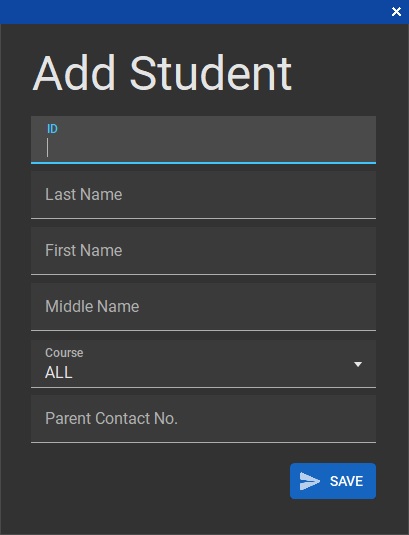 Add Student
ID
Last Name
First Name
Middle Name
Course
ALL
Parent Contact No.
SAVE